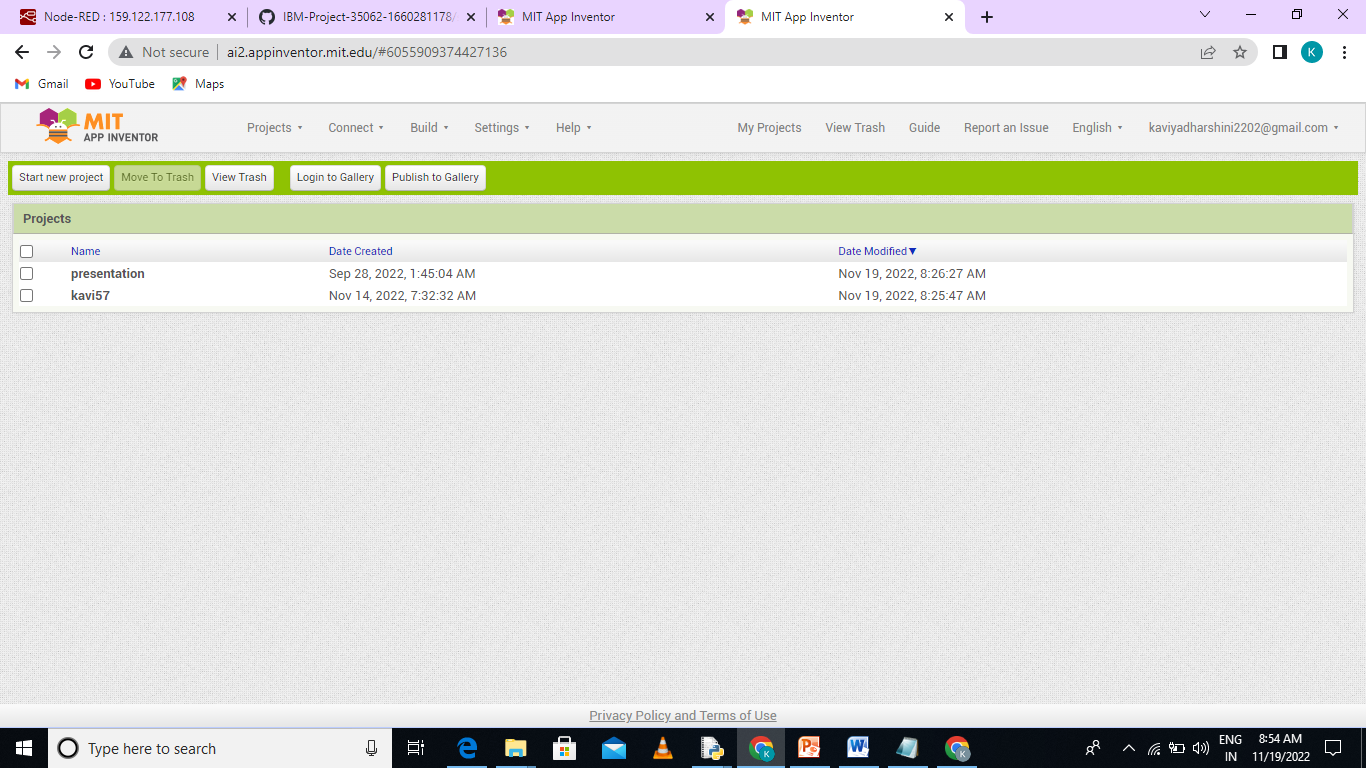 Node-RED : 159.122.177.108
IBM-Project-35062-1660281178/
MIT App Inventor
MIT App Inventor
Not secure
ai2.appinventor.mit.edu/#6055909374427136
K
Gmail
YouTube
Maps
MIT
APP INVENTOR
Projects
Connect
Build
Settings
Help
My Projects
View Trash
Guide
Report an Issue
English
kaviyadharshini2202@gmail.com
Start new project
Move To Trash
View Trash
Login to Gallery
Publish to Gallery
Projects
Name Date Created Date Modified
presentation Sep 28, 2022, 1:45:04 AM Nov 19, 2022, 8:26:27 AM
kavi57 Nov 14, 2022, 7:32:32 AM Nov 19, 2022, 8:25:47 AM
Privacy Policy and Terms of Use
Type here to search
ENG
IN
8:54 AM
11/19/2022